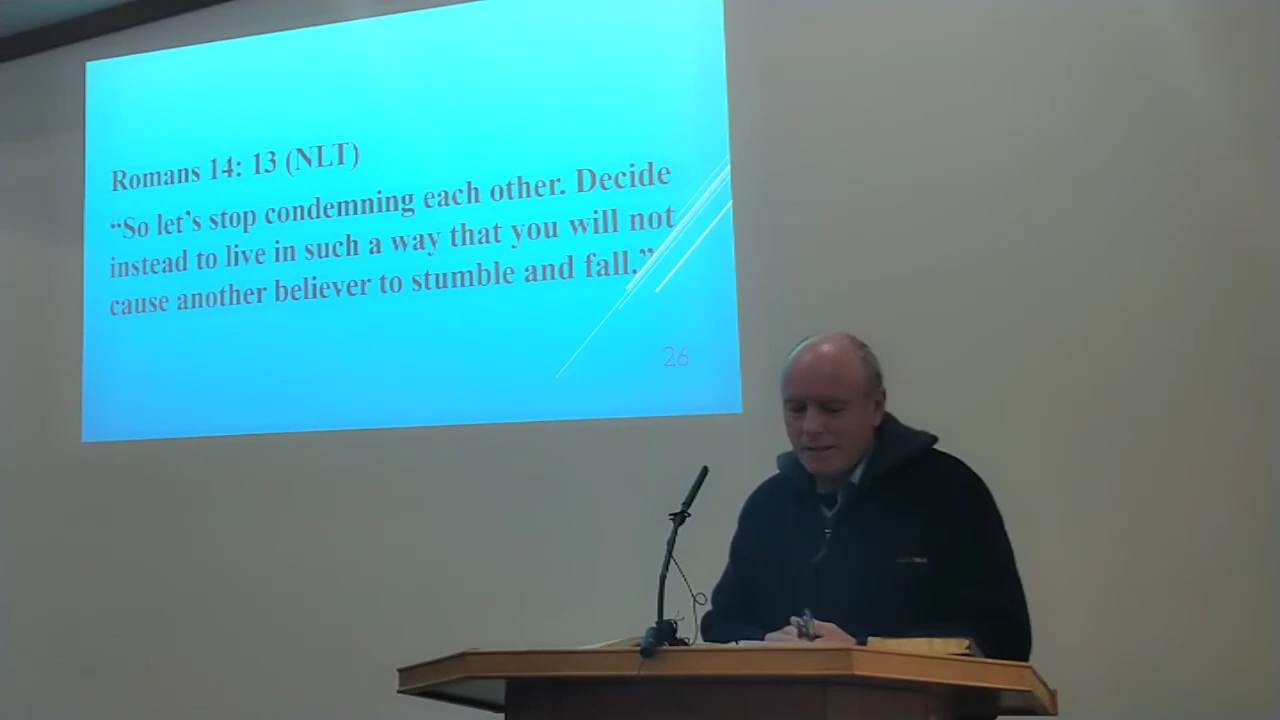 Romans 14: 13 (NLT)
“So let’s stop condemning each other. Decide
instead to live in such a way that you will not
cause another believer to stumble and fall.”
26